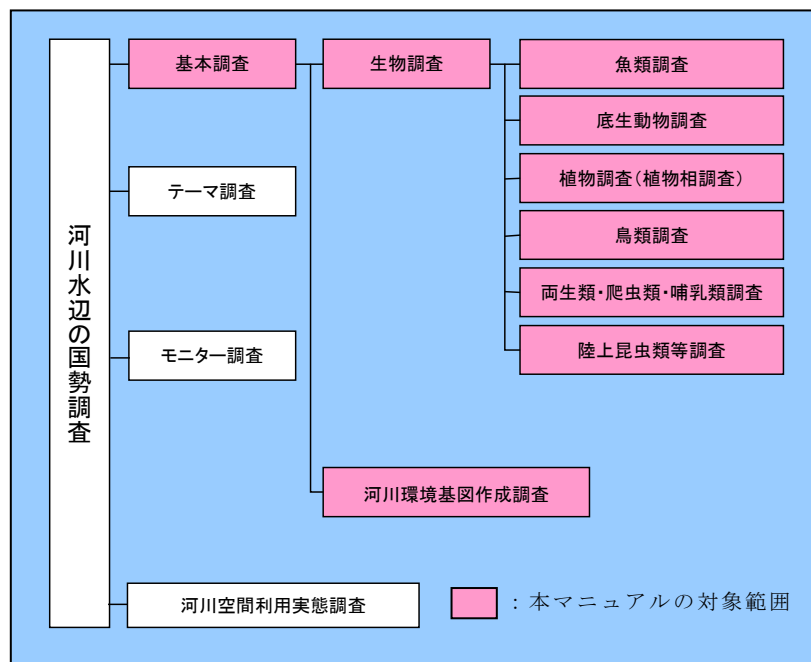 河川水辺の国勢調査
基本調査
テーマ調査
モニター調査
河川空間利用実態調査
生物調査
河川環境基図作成調査
魚類調査
底生動物調査
植物調査(植物相調査)
鳥類調査
両生類・爬虫類・哺乳類調査
陸上昆虫類等調査
：本マニュアルの対象範囲